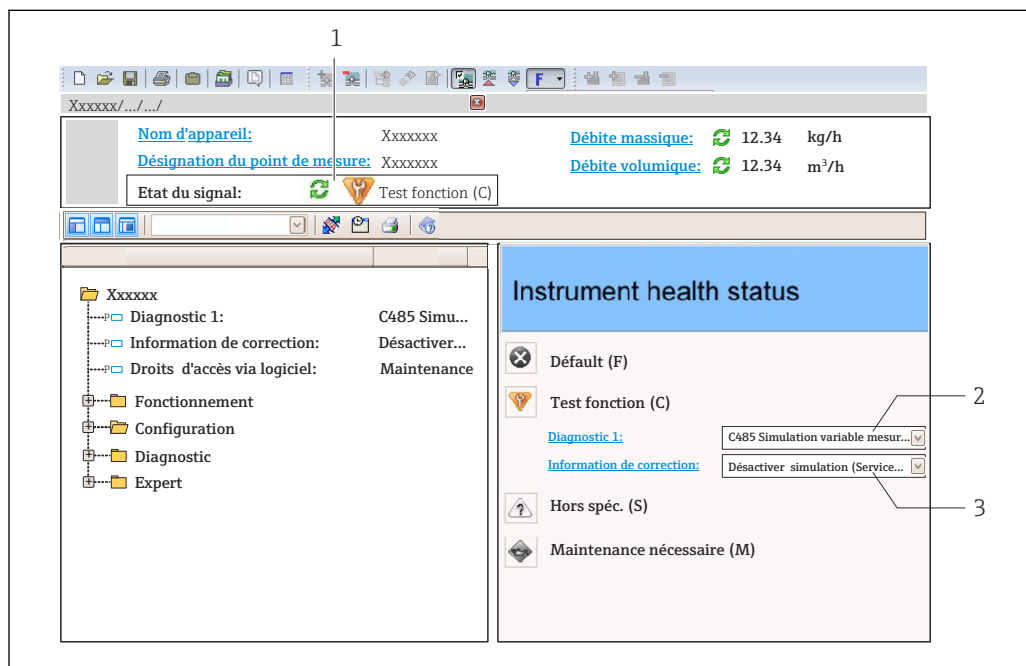 1
F
Xxxxxx/.../.../
Nom d'appareil: Xxxxxxx Débite massique: 12.34 kg/h
Désignation du point de mesure: Xxxxxxx Débite volumique: 12.34 m³/h
Etat du signal: Test fonction (C)
Xxxxxx
P Diagnostic 1: C485 Simu...
P Information de correction: Désactiver...
P Droits d'accès via logiciel: Maintenance
Fonctionnement
Configuration
Diagnostic
Expert
Instrument health status
Défault (F)
Test fonction (C)
2
Diagnostic 1: C485 Simulation variable mesur...
Information de correction: Désactiver simulation (Service...
3
Hors spéc. (S)
Maintenance nécessaire (M)